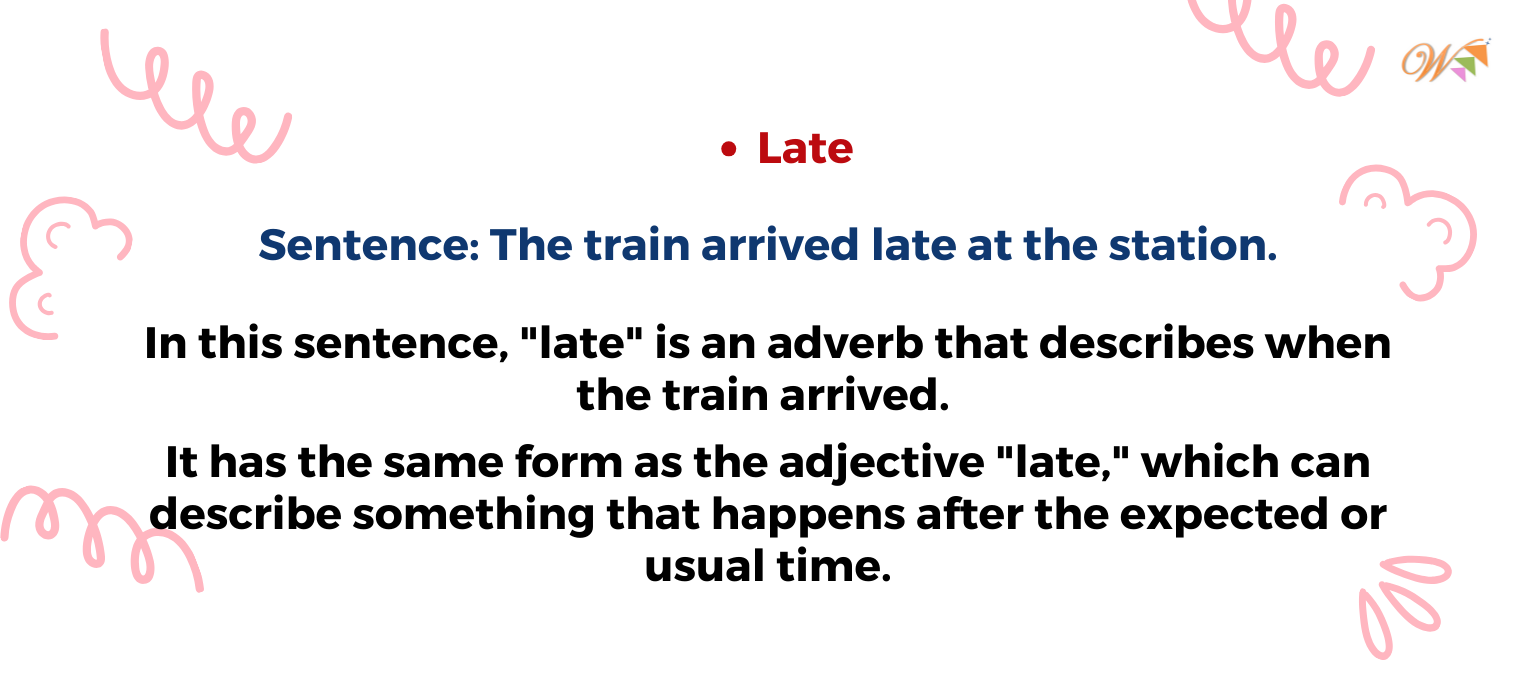 W
• Late
Sentence: The train arrived late at the station.
In this sentence, "late" is an adverb that describes when
the train arrived.
It has the same form as the adjective "late," which can
describe something that happens after the expected or
usual time.